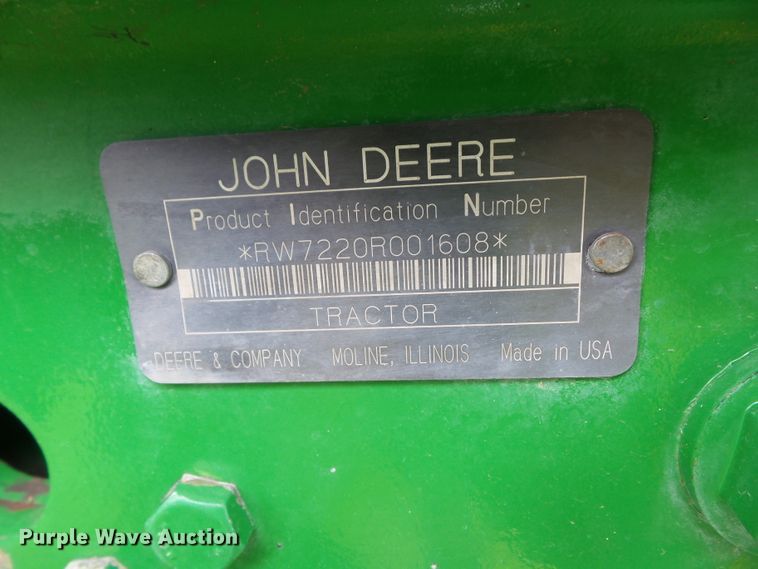 JOHN DEERE
Product Identification Number
*RW7220R001608*
TRACTOR
DEERE & COMPANY MOLINE, ILLINOIS Made in USA
Purple Wave Auction